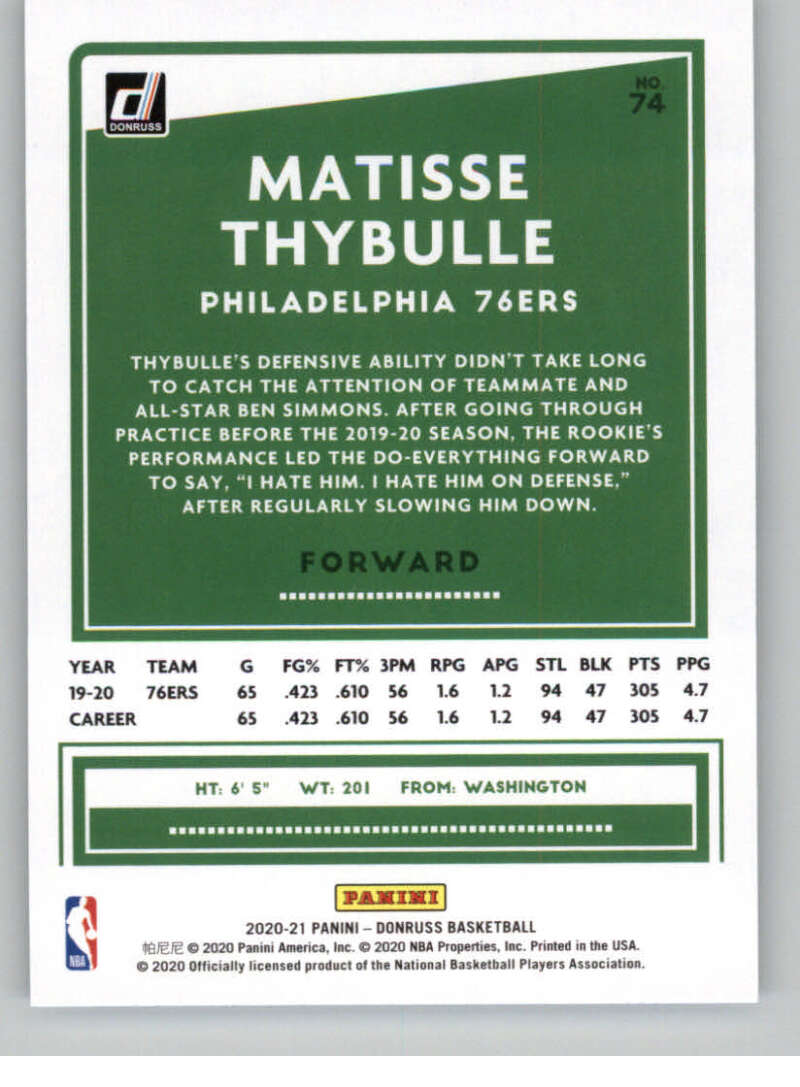 DONRUSS
NO.
74
MATISSE
THYBULLE
PHILADELPHIA 76ERS
THYBULLE'S DEFENSIVE ABILITY DIDN'T TAKE LONG
TO CATCH THE ATTENTION OF TEAMMATE AND
ALL-STAR BEN SIMMONS. AFTER GOING THROUGH
PRACTICE BEFORE THE 2019-20 SEASON, THE ROOKIE'S
PERFORMANCE LED THE DO-EVERYTHING FORWARD
TO SAY, "I HATE HIM. I HATE HIM ON DEFENSE,"
AFTER REGULARLY SLOWING HIM DOWN.
FORWARD
YEAR TEAM G FG% FT% 3PM RPG APG STL BLK PTS PPG
19-20 76ERS 65 .423 .610 56 1.6 1.2 94 47 305 4.7
CAREER 65 .423 .610 56 1.6 1.2 94 47 305 4.7
HT: 6' 5" WT: 201 FROM: WASHINGTON
PANINI
2020-21 PANINI – DONRUSS BASKETBALL
帕尼尼 © 2020 Panini America, Inc. © 2020 NBA Properties, Inc. Printed in the USA.
© 2020 Officially licensed product of the National Basketball Players Association.
NBA